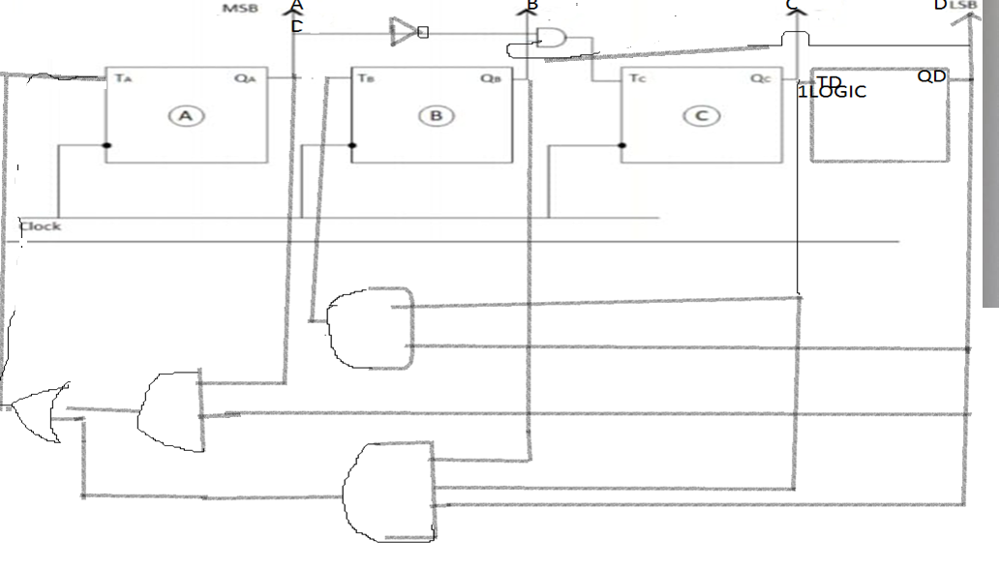 MSB A B C D LSB
D
TA QA TB QB TC QC TD QD
1LOGIC
A B C
Clock